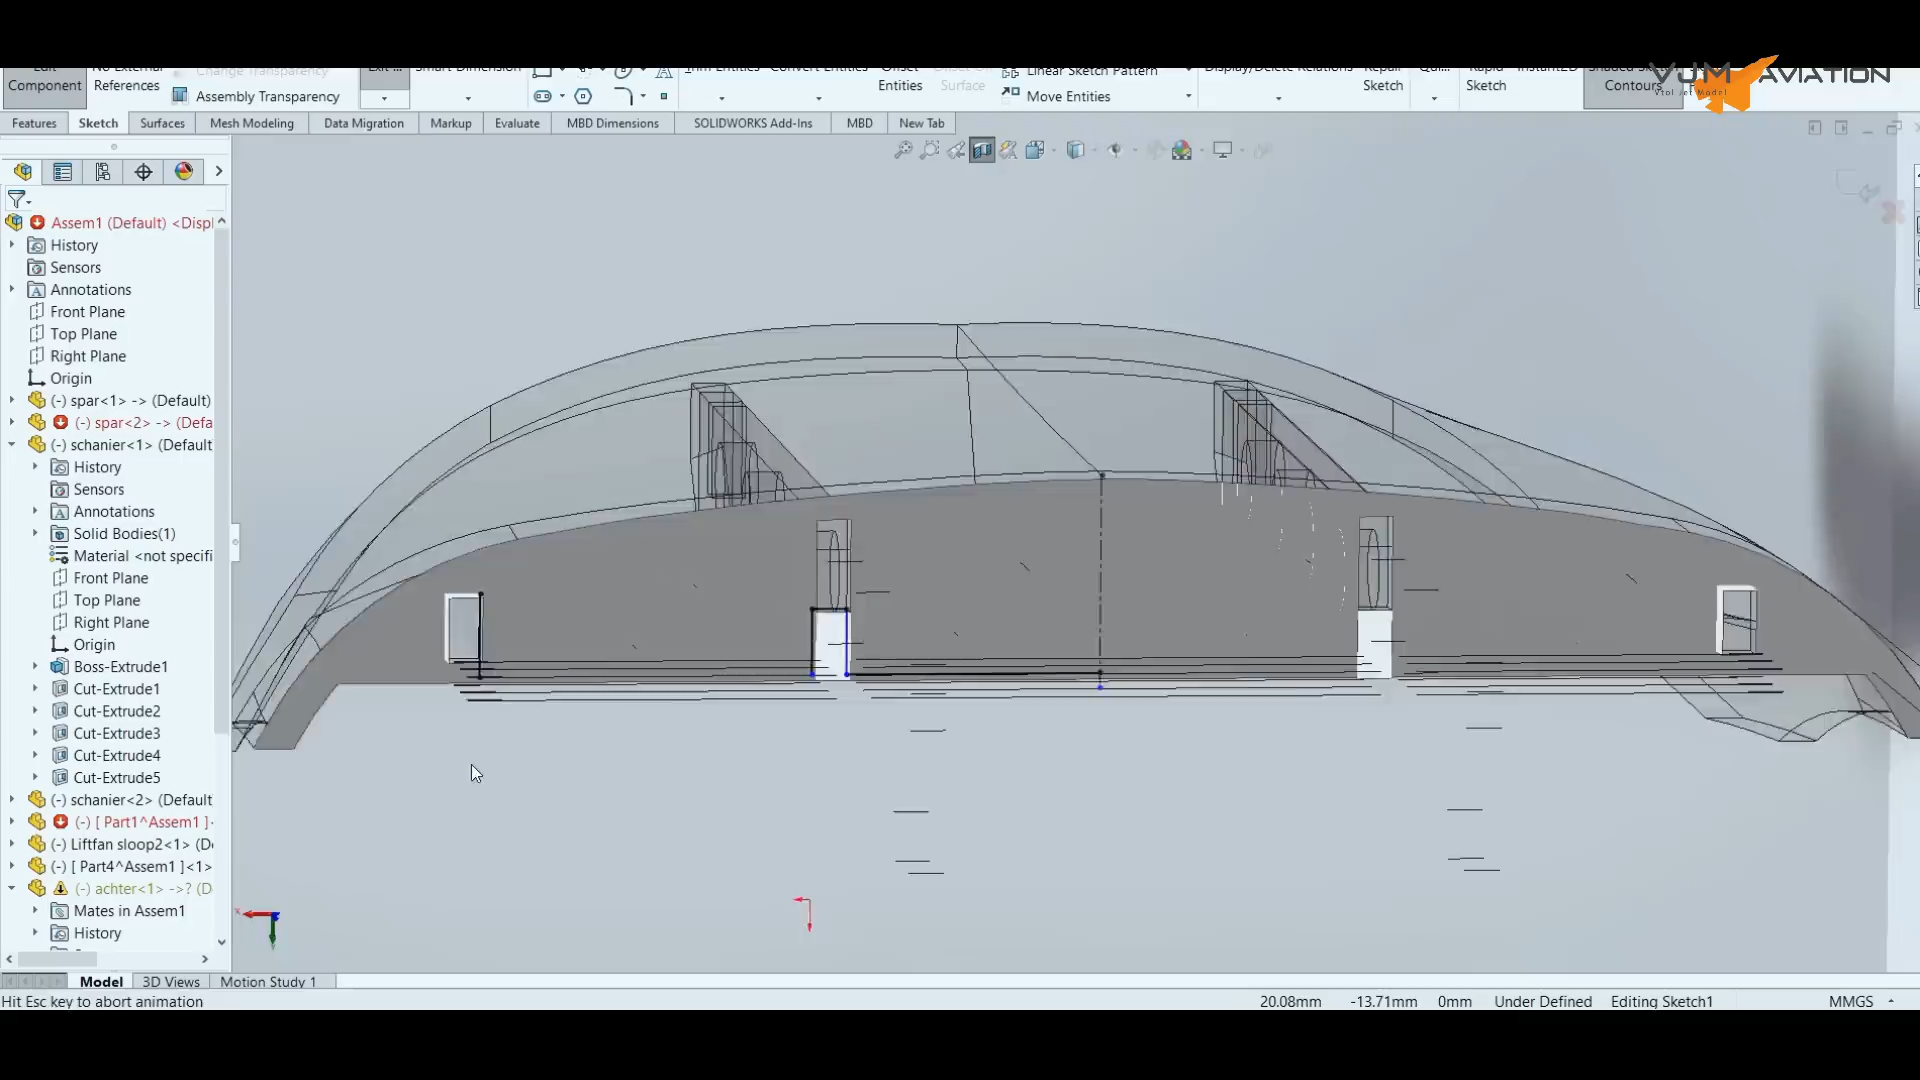 VJM AVIATION
Vtol Jet Model
Edit
Component
No External
References
Change Transparency
Assembly Transparency
Smart Dimension
Trim Entities
Convert Entities
Offset
Entities
Surface
Linear Sketch Pattern
Move Entities
Display/Delete Relations
Repair
Sketch
Rapid
Sketch
Instant2D
Contours
Features
Sketch
Surfaces
Mesh Modeling
Data Migration
Markup
Evaluate
MBD Dimensions
SOLIDWORKS Add-Ins
MBD
New Tab
Assem1 (Default) <Displ
History
Sensors
Annotations
Front Plane
Top Plane
Right Plane
Origin
(-) spar<1> -> (Default)
(-) spar<2> -> (Defa
(-) schanier<1> (Default
History
Sensors
Annotations
Solid Bodies(1)
Material <not specifi
Front Plane
Top Plane
Right Plane
Origin
Boss-Extrude1
Cut-Extrude1
Cut-Extrude2
Cut-Extrude3
Cut-Extrude4
Cut-Extrude5
(-) schanier<2> (Default
(-) [ Part1^Assem1 ]
(-) Liftfan sloop2<1> (D
(-) [ Part4^Assem1 ]<1>
(-) achter<1> ->? (D
Mates in Assem1
History
Model
3D Views
Motion Study 1
Hit Esc key to abort animation
20.08mm
-13.71mm
0mm
Under Defined
Editing Sketch1
MMGS